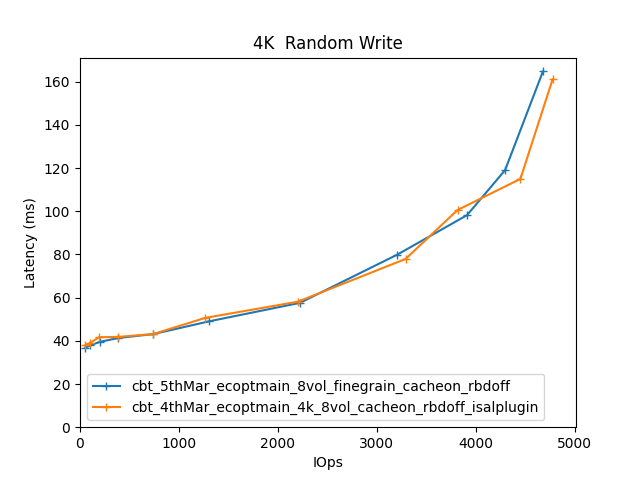 4K  Random Write
Latency (ms)
160
140
120
100
80
60
40
20
0
cbt_5thMar_ecoptmain_8vol_finegrain_cacheon_rbdoff
cbt_4thMar_ecoptmain_4k_8vol_cacheon_rbdoff_isalplugin
0 1000 2000 3000 4000 5000
IOps